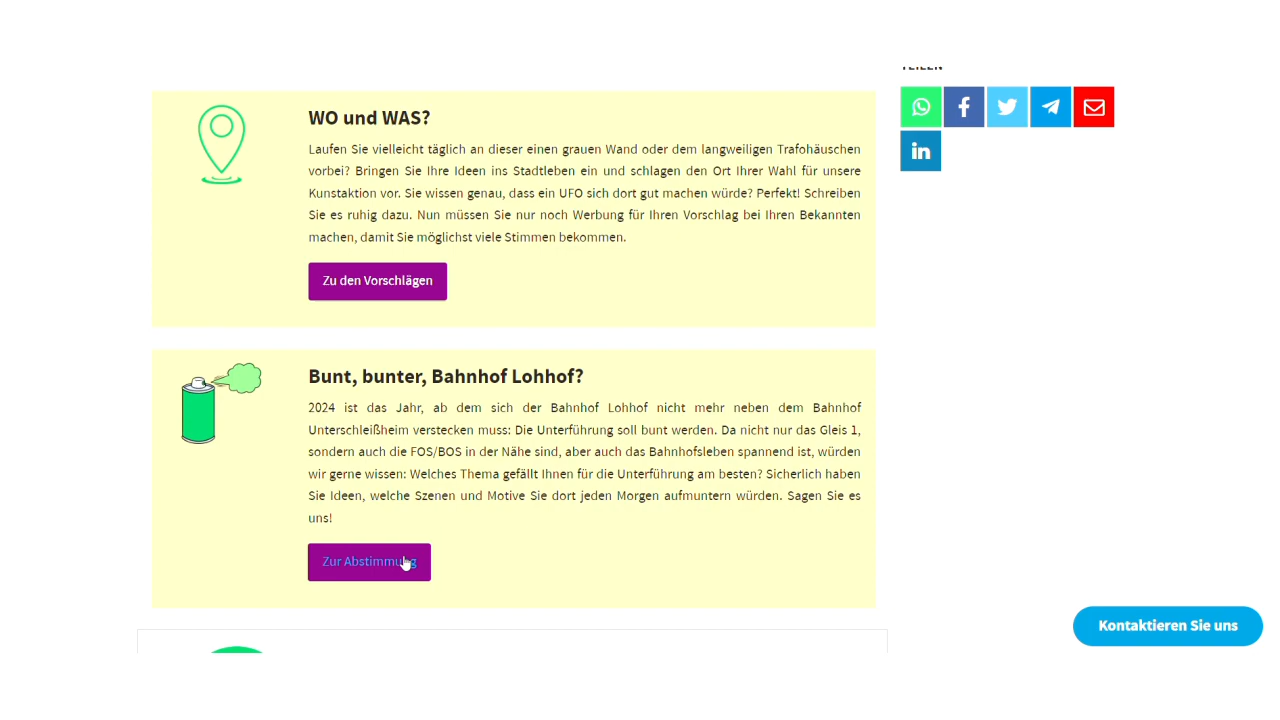 TEILEN
WO und WAS?
Laufen Sie vielleicht täglich an dieser einen grauen Wand oder dem langweiligen Trafohäuschen
vorbei? Bringen Sie Ihre Ideen ins Stadtleben ein und schlagen den Ort Ihrer Wahl für unsere
Kunstaktion vor. Sie wissen genau, dass ein UFO sich dort gut machen würde? Perfekt! Schreiben
Sie es ruhig dazu. Nun müssen Sie nur noch Werbung für Ihren Vorschlag bei Ihren Bekannten
machen, damit Sie möglichst viele Stimmen bekommen.
Zu den Vorschlägen
Bunt, bunter, Bahnhof Lohhof?
2024 ist das Jahr, ab dem sich der Bahnhof Lohhof nicht mehr neben dem Bahnhof
Unterschleißheim verstecken muss: Die Unterführung soll bunt werden. Da nicht nur das Gleis 1,
sondern auch die FOS/BOS in der Nähe sind, aber auch das Bahnhofsleben spannend ist, würden
wir gerne wissen: Welches Thema gefällt Ihnen für die Unterführung am besten? Sicherlich haben
Sie Ideen, welche Szenen und Motive Sie dort jeden Morgen aufmuntern würden. Sagen Sie es
uns!
Zur Abstimmung
Kontaktieren Sie uns